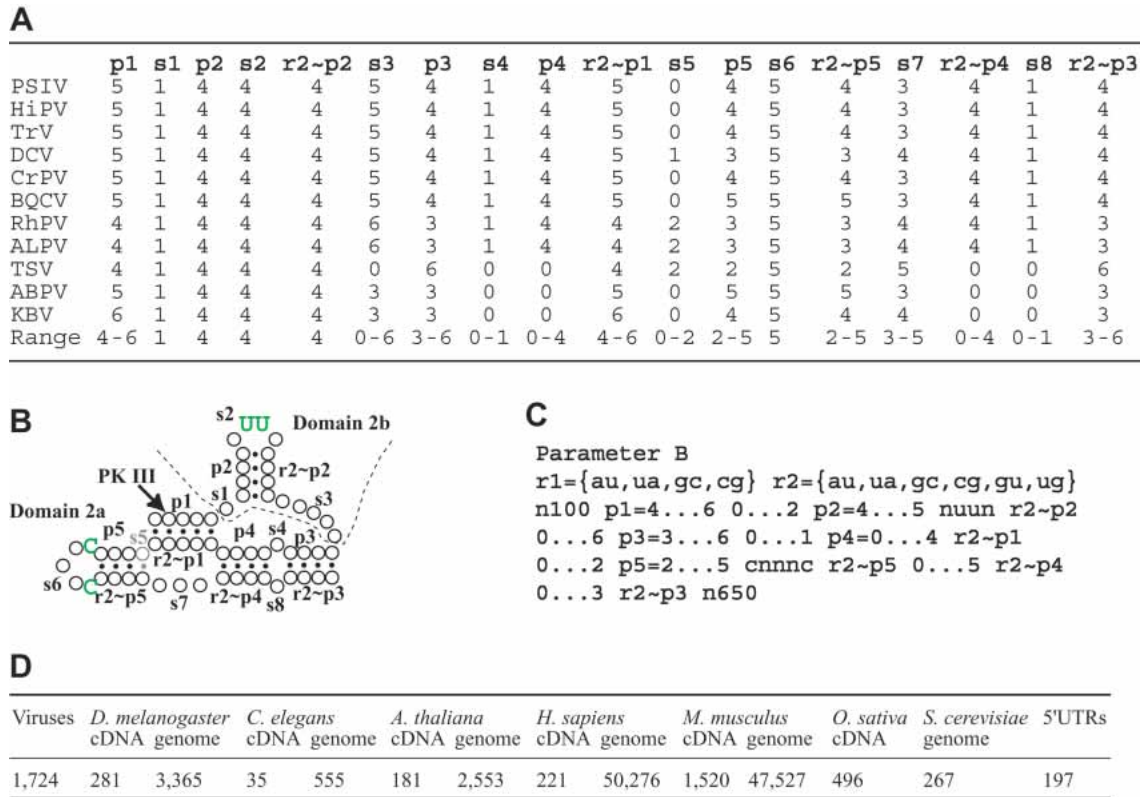 A
p1 s1 p2 s2 r2~p2 s3 p3 s4 p4 r2~p1 s5 p5 s6 r2~p5 s7 r2~p4 s8 r2~p3
PSIV 5 1 4 4 4 5 4 1 4 5 0 4 5 4 3 4 1 4
HiPV 5 1 4 4 4 5 4 1 4 5 0 4 5 4 3 4 1 4
TrV 5 1 4 4 4 5 4 1 4 5 0 4 5 4 3 4 1 4
DCV 5 1 4 4 4 5 4 1 4 5 1 3 5 3 4 4 1 4
CrPV 5 1 4 4 4 5 4 1 4 5 0 4 5 4 3 4 1 4
BQCV 5 1 4 4 4 5 4 1 4 5 0 5 5 5 3 4 1 4
RhPV 4 1 4 4 4 6 3 1 4 4 2 3 5 3 4 4 1 3
ALPV 4 1 4 4 4 6 3 1 4 4 2 3 5 3 4 4 1 3
TSV 4 1 4 4 4 0 6 0 0 4 2 2 5 2 5 0 0 6
ABPV 5 1 4 4 4 3 3 0 0 5 0 5 5 5 3 0 0 3
KBV 6 1 4 4 4 3 3 0 0 6 0 4 5 4 4 0 0 3
Range 4-6 1 4 4 4 0-6 3-6 0-1 0-4 4-6 0-2 2-5 5 2-5 3-5 0-4 0-1 3-6
B
s2 UU Domain 2b
p2 r2~p2
PK III
p1 s1 s3
Domain 2a
p5 s5 p4 s4 p3
C r2~p1
s6
C r2~p5 s7 r2~p4 s8 r2~p3
C
Parameter B
r1={au,ua,gc,cg} r2={au,ua,gc,cg,gu,ug}
n100 p1=4...6 0...2 p2=4...5 nuun r2~p2
0...6 p3=3...6 0...1 p4=0...4 r2~p1
0...2 p5=2...5 cnnnc r2~p5 0...5 r2~p4
0...3 r2~p3 n650
D
Viruses D. melanogaster C. elegans A. thaliana H. sapiens M. musculus O. sativa S. cerevisiae 5'UTRs
cDNA genome cDNA genome cDNA genome cDNA genome cDNA genome cDNA genome
1,724 281 3,365 35 555 181 2,553 221 50,276 1,520 47,527 496 267 197